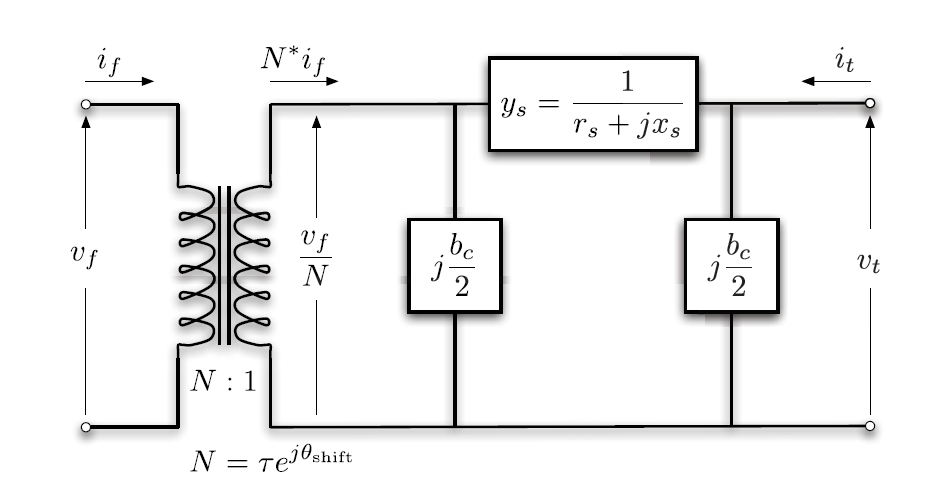 i_f
N^* i_f
y_s = \frac{1}{r_s + jx_s}
i_t
v_f
\frac{v_f}{N}
j\frac{b_c}{2}
j\frac{b_c}{2}
v_t
N : 1
N = \tau e^{j\theta_{\text{shift}}}